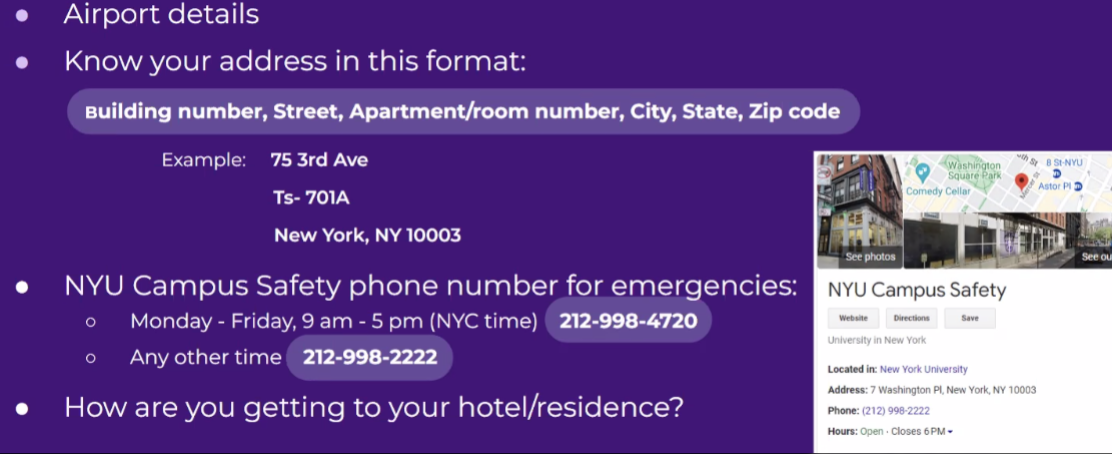 Airport details
Know your address in this format:
Building number, Street, Apartment/room number, City, State, Zip code
Example: 75 3rd Ave
Ts- 701A
New York, NY 10003
NYU Campus Safety phone number for emergencies:
Monday - Friday, 9 am - 5 pm (NYC time) 212-998-4720
Any other time 212-998-2222
How are you getting to your hotel/residence?
Washington
Square Park
Comedy Cellar
8 St-NYU
Astor Pl
See photos
See ou
NYU Campus Safety
Website Directions Save
University in New York
Located in: New York University
Address: 7 Washington Pl, New York, NY 10003
Phone: (212) 998-2222
Hours: Open · Closes 6PM